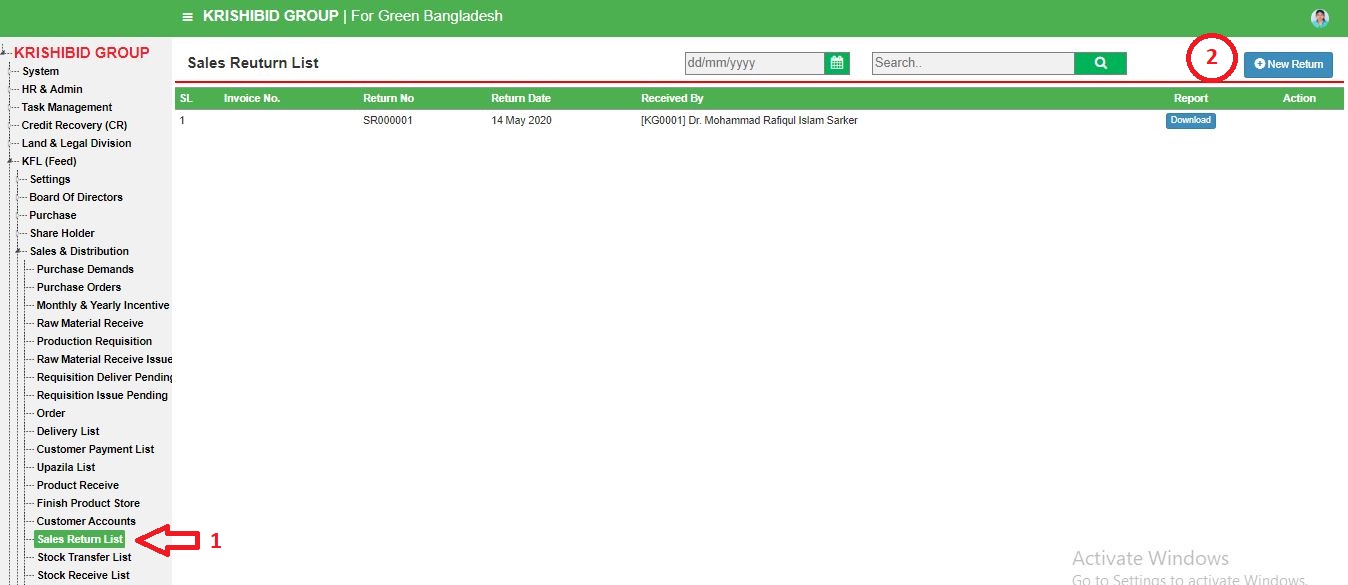 KRISHIBID GROUP | For Green Bangladesh
KRISHIBID GROUP
System
HR & Admin
Task Management
Credit Recovery (CR)
Land & Legal Division
KFL (Feed)
Settings
Board Of Directors
Purchase
Share Holder
Sales & Distribution
Purchase Demands
Purchase Orders
Monthly & Yearly Incentive
Raw Material Receive
Production Requisition
Raw Material Receive Issue
Requisition Deliver Pending
Requisition Issue Pending
Order
Delivery List
Customer Payment List
Upazila List
Product Receive
Finish Product Store
Customer Accounts
Sales Return List
Stock Transfer List
Stock Receive List
1
Sales Reuturn List
dd/mm/yyyy
Search..
2
New Return
SL Invoice No. Return No Return Date Received By Report Action
1 SR000001 14 May 2020 [KG0001] Dr. Mohammad Rafiqul Islam Sarker Download
Activate Windows
Go to Settings to activate Windows.